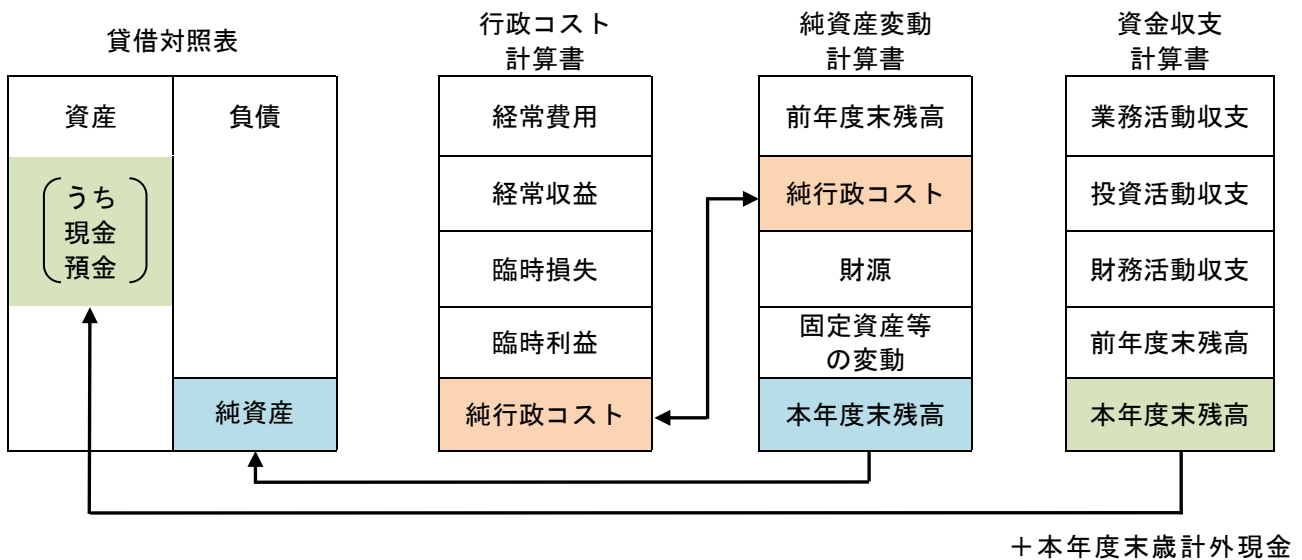 貸借対照表
資産
負債
うち
現金
預金
純資産
行政コスト
計算書
経常費用
経常収益
臨時損失
臨時利益
純行政コスト
純資産変動
計算書
前年度末残高
純行政コスト
財源
固定資産等
の変動
本年度末残高
資金収支
計算書
業務活動収支
投資活動収支
財務活動収支
前年度末残高
本年度末残高
＋本年度末歳計外現金